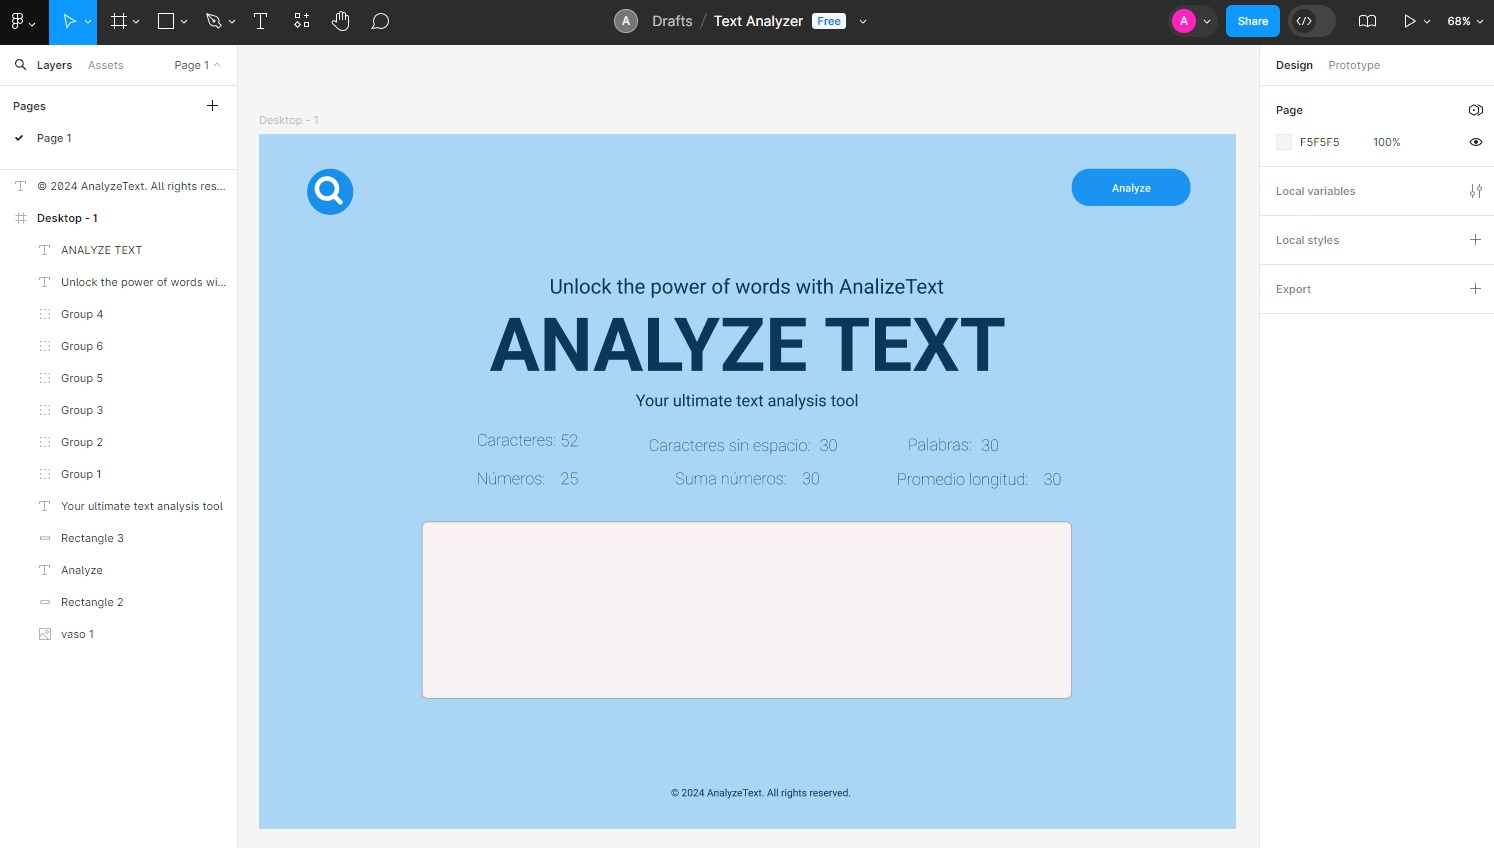 A Drafts / Text Analyzer Free
A Share 68%
Layers Assets Page 1
Pages
Page 1
© 2024 AnalyzeText. All rights res...
Desktop - 1
ANALYZE TEXT
Unlock the power of words wi...
Group 4
Group 6
Group 5
Group 3
Group 2
Group 1
Your ultimate text analysis tool
Rectangle 3
Analyze
Rectangle 2
vaso 1
Desktop - 1
Analyze
Unlock the power of words with AnalizeText
ANALYZE TEXT
Your ultimate text analysis tool
Caracteres: 52 Caracteres sin espacio: 30 Palabras: 30
Números: 25 Suma números: 30 Promedio longitud: 30
© 2024 AnalyzeText. All rights reserved.
Design Prototype
Page
F5F5F5 100%
Local variables
Local styles
Export